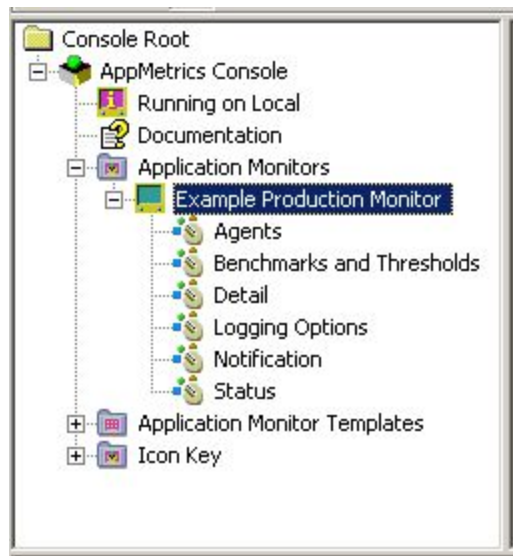 Console Root
AppMetrics Console
Running on Local
Documentation
Application Monitors
Example Production Monitor
Agents
Benchmarks and Thresholds
Detail
Logging Options
Notification
Status
Application Monitor Templates
Icon Key